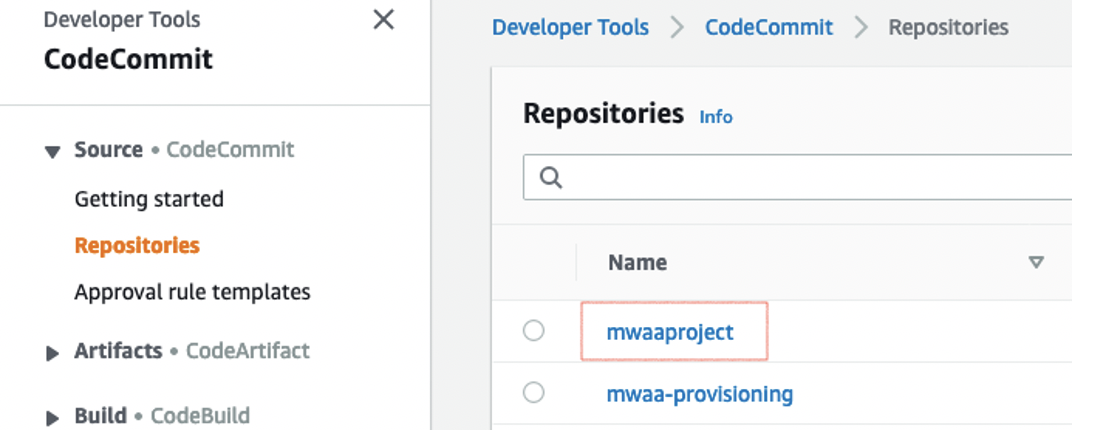 Developer Tools
CodeCommit
Source • CodeCommit
Getting started
Repositories
Approval rule templates
Artifacts • CodeArtifact
Build • CodeBuild
Developer Tools > CodeCommit > Repositories
Repositories Info
Name
mwaaproject
mwaa-provisioning